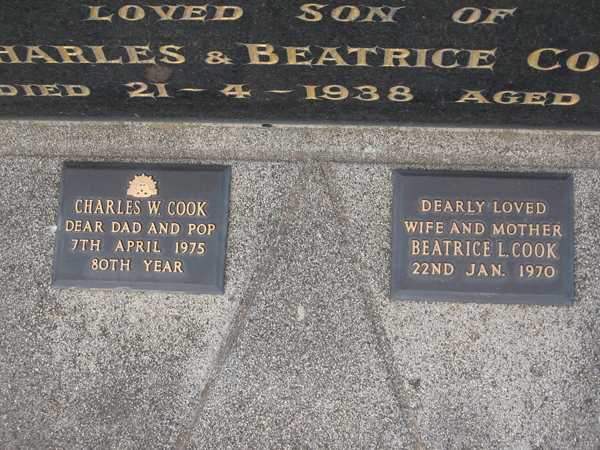 LOVED SON OF
CHARLES & BEATRICE CO
DIED 21-4-1938 AGED
CHARLES W. COOK
DEAR DAD AND POP
7TH APRIL 1975
80TH YEAR
DEARLY LOVED
WIFE AND MOTHER
BEATRICE L. COOK
22ND JAN. 1970